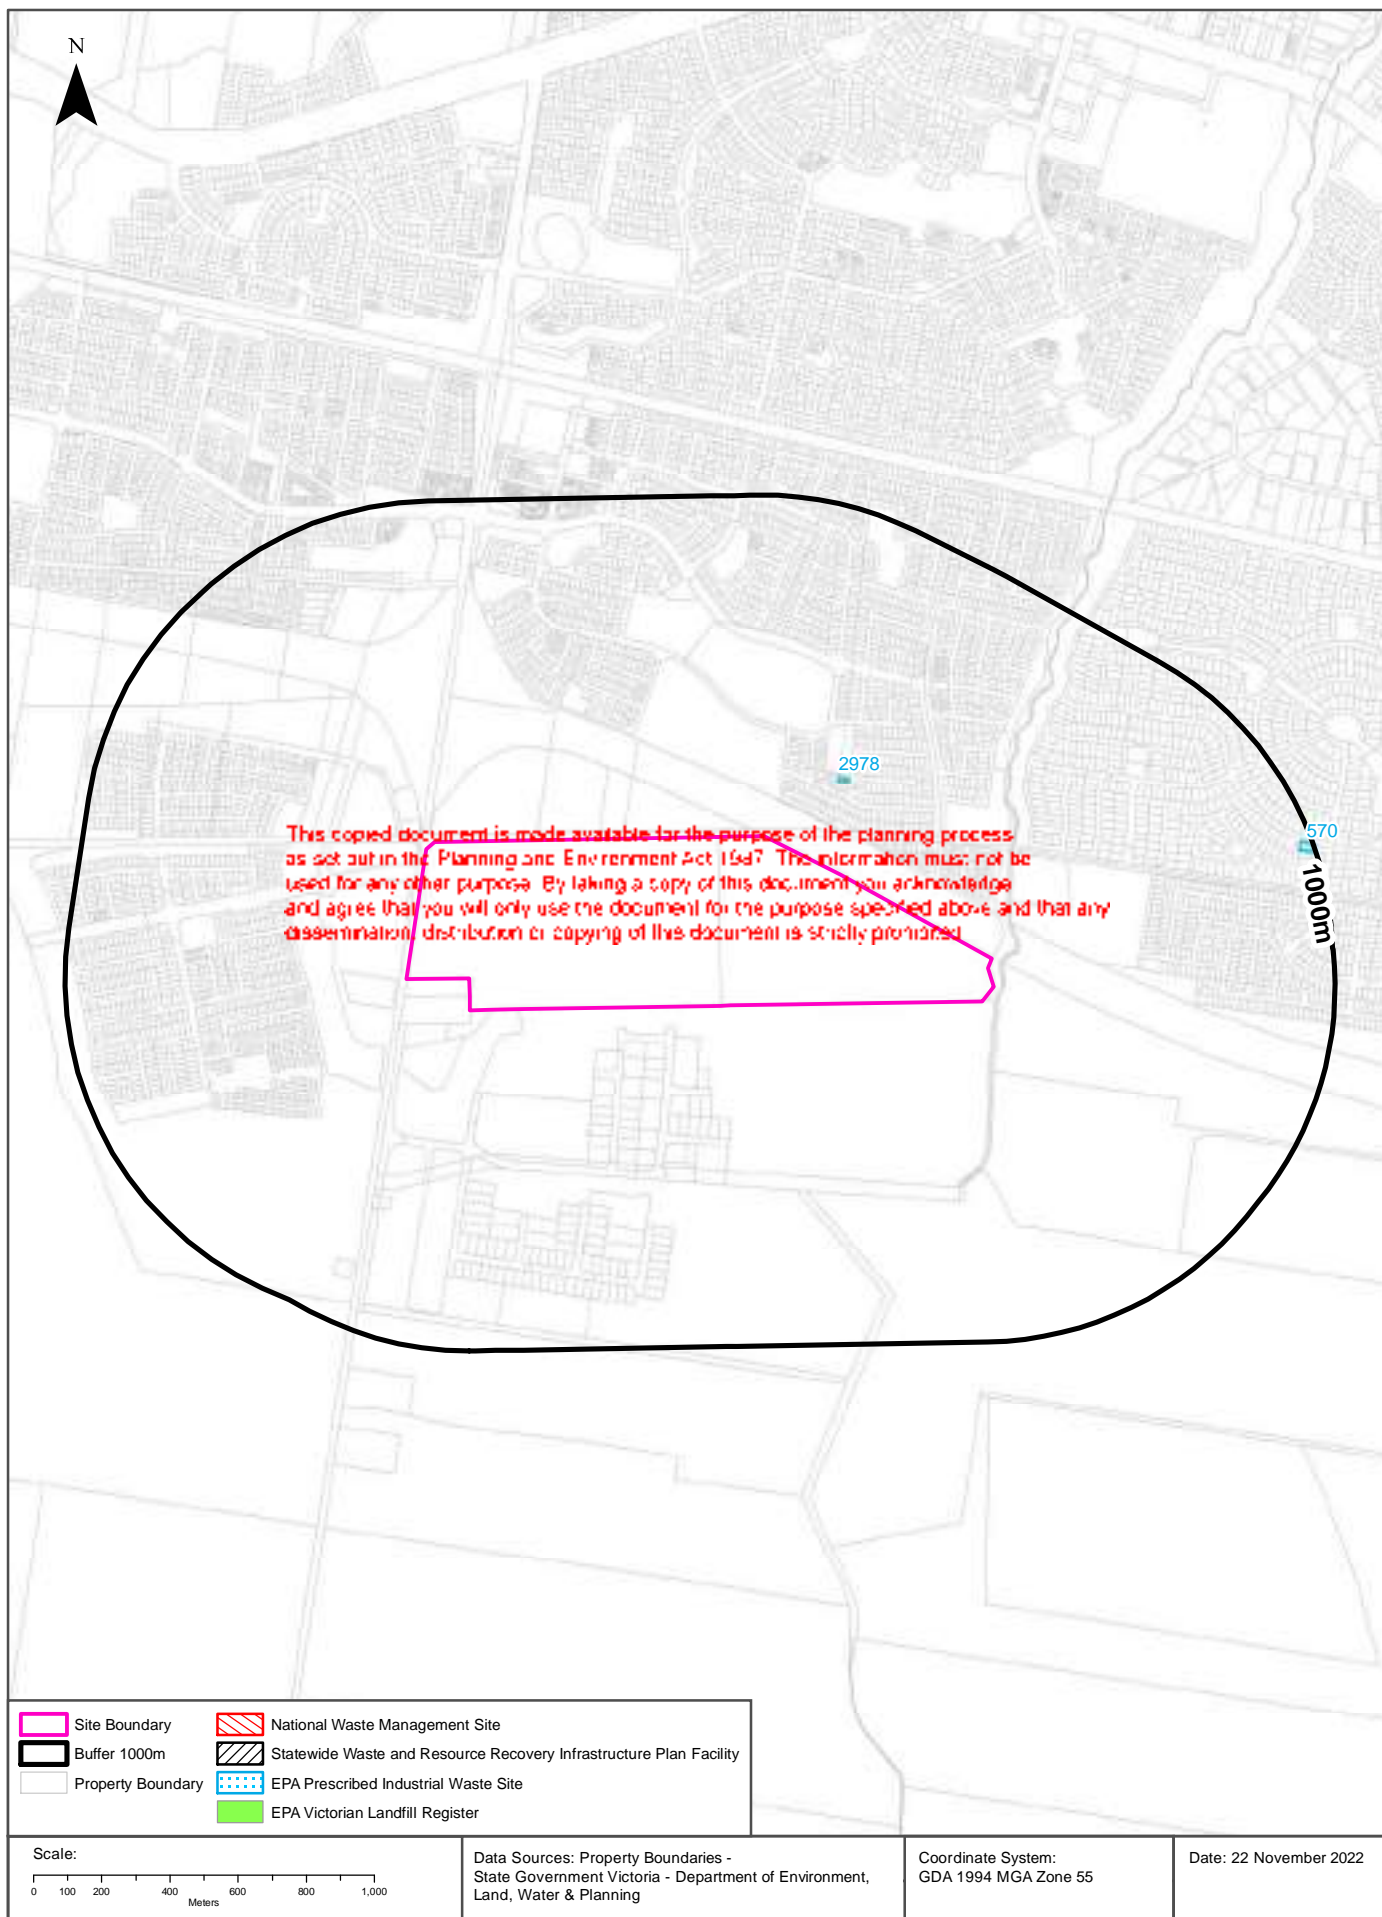 N
2978
570
1000m
This copied document is made available for the purpose of the planning process
as set out in the Planning and Environment Act 1987. The information must not be
used for any other purpose. By taking a copy of this document you acknowledge
and agree that you will only use the document for the purpose specified above and that any
dissemination, distribution or copying of this document is strictly prohibited.
Site Boundary
Buffer 1000m
Property Boundary
National Waste Management Site
Statewide Waste and Resource Recovery Infrastructure Plan Facility
EPA Prescribed Industrial Waste Site
EPA Victorian Landfill Register
Scale:
0 100 200 400 600 800 1,000
Meters
Data Sources: Property Boundaries -
State Government Victoria - Department of Environment,
Land, Water & Planning
Coordinate System:
GDA 1994 MGA Zone 55
Date: 22 November 2022